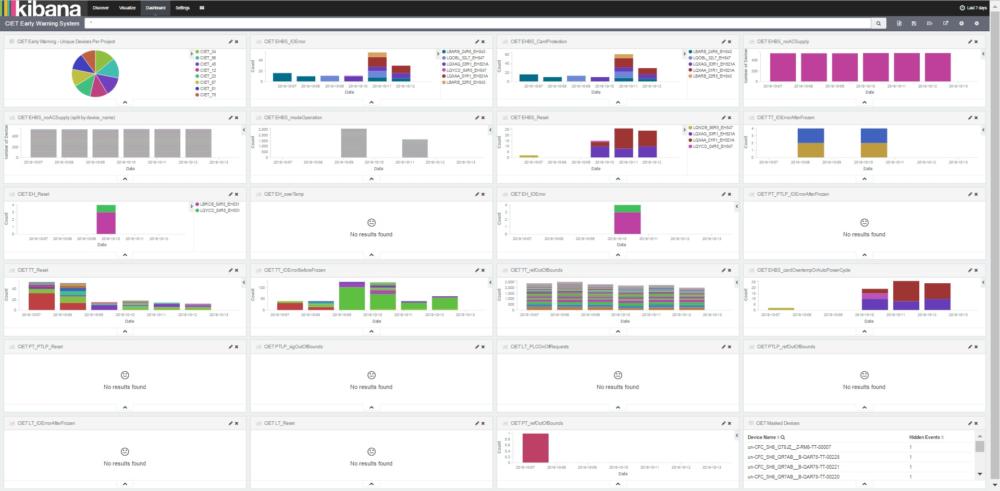 kibana Discover Visualize Dashboard Settings Last 7 days
CIET Early Warning System *
CIET Early Warning - Unique Devices Per Project
CIET_34
CIET_56
CIET_45
CIET_12
CIET_23
CIET_67
CIET_81
CIET_78
CIET EHBS_IOError
Count
40
20
0
2016-10-07 2016-10-08 2016-10-09 2016-10-10 2016-10-11 2016-10-12
Date
LBARB_24R6_EH843
LQOBL_32L7_EH847
LQXAG_03R1_EH821A
LQYCD_04R5_EH847
LQXAA_01R1_EH821A
LBARB_22R5_EH843
CIET EHBS_CardProtection
Count
60
40
20
0
2016-10-07 2016-10-08 2016-10-09 2016-10-10 2016-10-11 2016-10-12
Date
LBARB_24R6_EH843
LQOBL_32L7_EH847
LQXAG_03R1_EH821A
LQXAA_01R1_EH821A
LBARB_22R5_EH843
CIET EHBS_noACSupply
Number of Devices
400
200
0
2016-10-07 2016-10-08 2016-10-09 2016-10-10 2016-10-11 2016-10-12 2016-10-13
Date
CIET EHBS_noACSupply (split by device_name)
Number of Devices
400
200
0
2016-10-07 2016-10-08 2016-10-09 2016-10-10 2016-10-11 2016-10-12 2016-10-13
Date
CIET EHBS_modeOperation
Count
2,500
2,000
1,500
1,000
500
0
2016-10-07 2016-10-08 2016-10-09 2016-10-10 2016-10-11 2016-10-12 2016-10-13
Date
CIET EHBS_Reset
Count
25
20
15
10
5
0
2016-10-07 2016-10-08 2016-10-09 2016-10-10 2016-10-11 2016-10-12
Date
LQNDB_06R5_EH847
LQXAG_03R1_EH821A
LQXAA_01R1_EH821A
LQYCD_04R5_EH847
CIET TT_IOErrorAfterFrozen
Count
4
3
2
1
0
2016-10-07 2016-10-08 2016-10-09 2016-10-10 2016-10-11 2016-10-12 2016-10-13
Date
CIET EH_Reset
Count
4
3
2
1
0
2016-10-07 2016-10-08 2016-10-09 2016-10-10 2016-10-11 2016-10-12
Date
LBRCB_04R5_EH831
LQYCD_04R5_EH831
CIET EH_overTemp
No results found
CIET EH_IOError
Count
4
3
2
1
0
2016-10-07 2016-10-08 2016-10-09 2016-10-10 2016-10-11 2016-10-12 2016-10-13
Date
CIET PT_PTLP_IOErrorAfterFrozen
No results found
CIET TT_Reset
Count
40
20
0
2016-10-07 2016-10-08 2016-10-09 2016-10-10 2016-10-11 2016-10-12 2016-10-13
Date
CIET TT_IOErrorBeforeFrozen
Count
100
50
0
2016-10-07 2016-10-08 2016-10-09 2016-10-10 2016-10-11 2016-10-12 2016-10-13
Date
CIET TT_refOutOfBounds
Count
2,500
2,000
1,500
1,000
500
0
2016-10-07 2016-10-08 2016-10-09 2016-10-10 2016-10-11 2016-10-12 2016-10-13
Date
CIET EHBS_cardOvertempOrAutoPowerCycle
Count
25
20
15
10
5
0
2016-10-07 2016-10-08 2016-10-09 2016-10-10 2016-10-11 2016-10-12 2016-10-13
Date
CIET PT_PTLP_Reset
No results found
CIET PTLP_sigOutOfBounds
No results found
CIET LT_PLCOnOfRequests
No results found
CIET PTLP_refOutOfBounds
No results found
CIET LT_IOErrorAfterFrozen
No results found
CIET LT_Reset
No results found
CIET PT_refOutOfBounds
Count
1
0.8
0.6
0.4
0.2
0
2016-10-07 2016-10-08 2016-10-09 2016-10-10 2016-10-11 2016-10-12 2016-10-13
Date
CIET Masked Devices
Device Name Hidden Events
un-CFC_SH8_QT8JZ__Z-RM8-TT-00007 1
un-CFC_SH8_QR7AB__B-QAR78-TT-00228 1
un-CFC_SH8_QR7AB__B-QAR78-TT-00221 1
un-CFC_SH8_QR7AB__B-QAR78-TT-00220 1